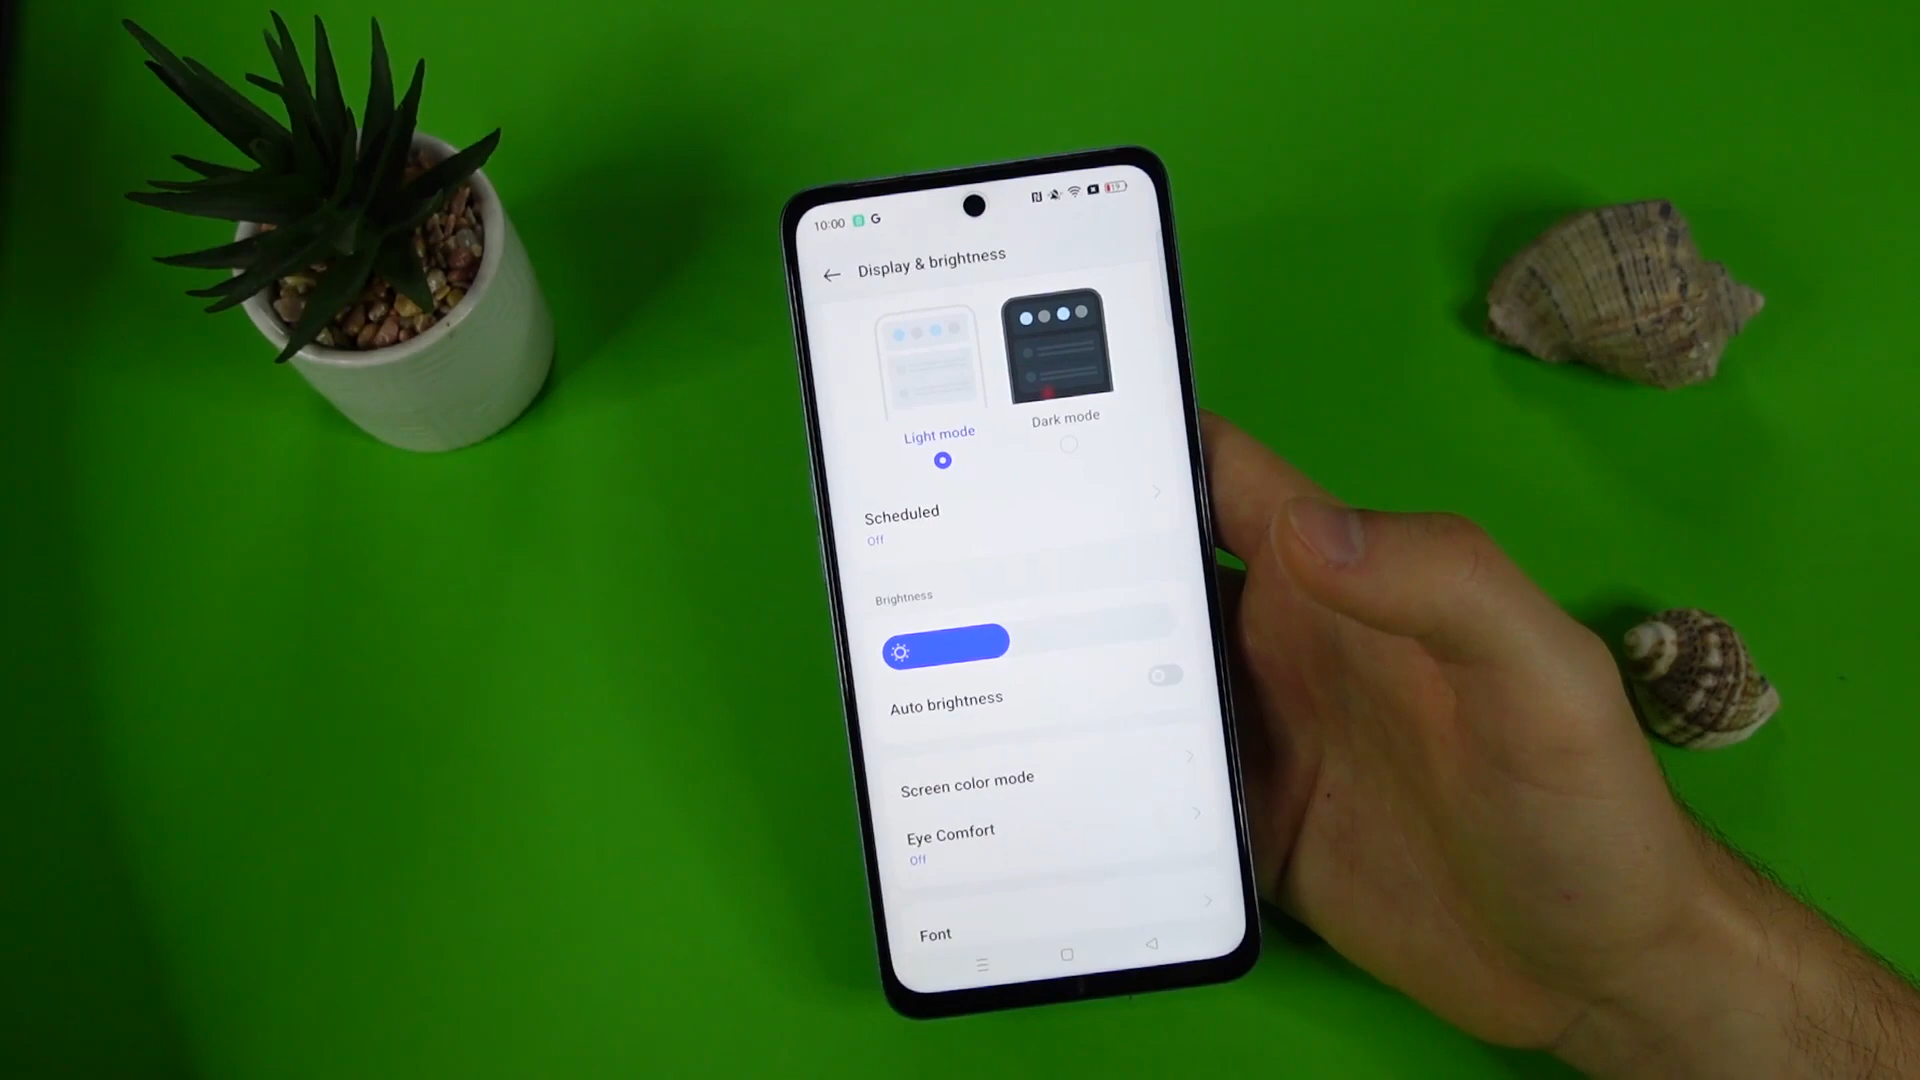 10:00 G 19
Display & brightness
Light mode
Dark mode
Scheduled
Off
Brightness
Auto brightness
Screen color mode
Eye Comfort
Off
Font